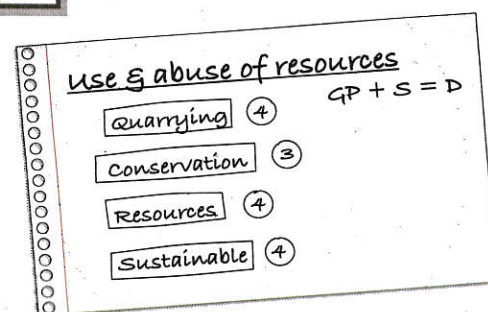 use & abuse of resources
GP + S = D
Quarrying 4
Conservation 3
Resources 4
Sustainable 4